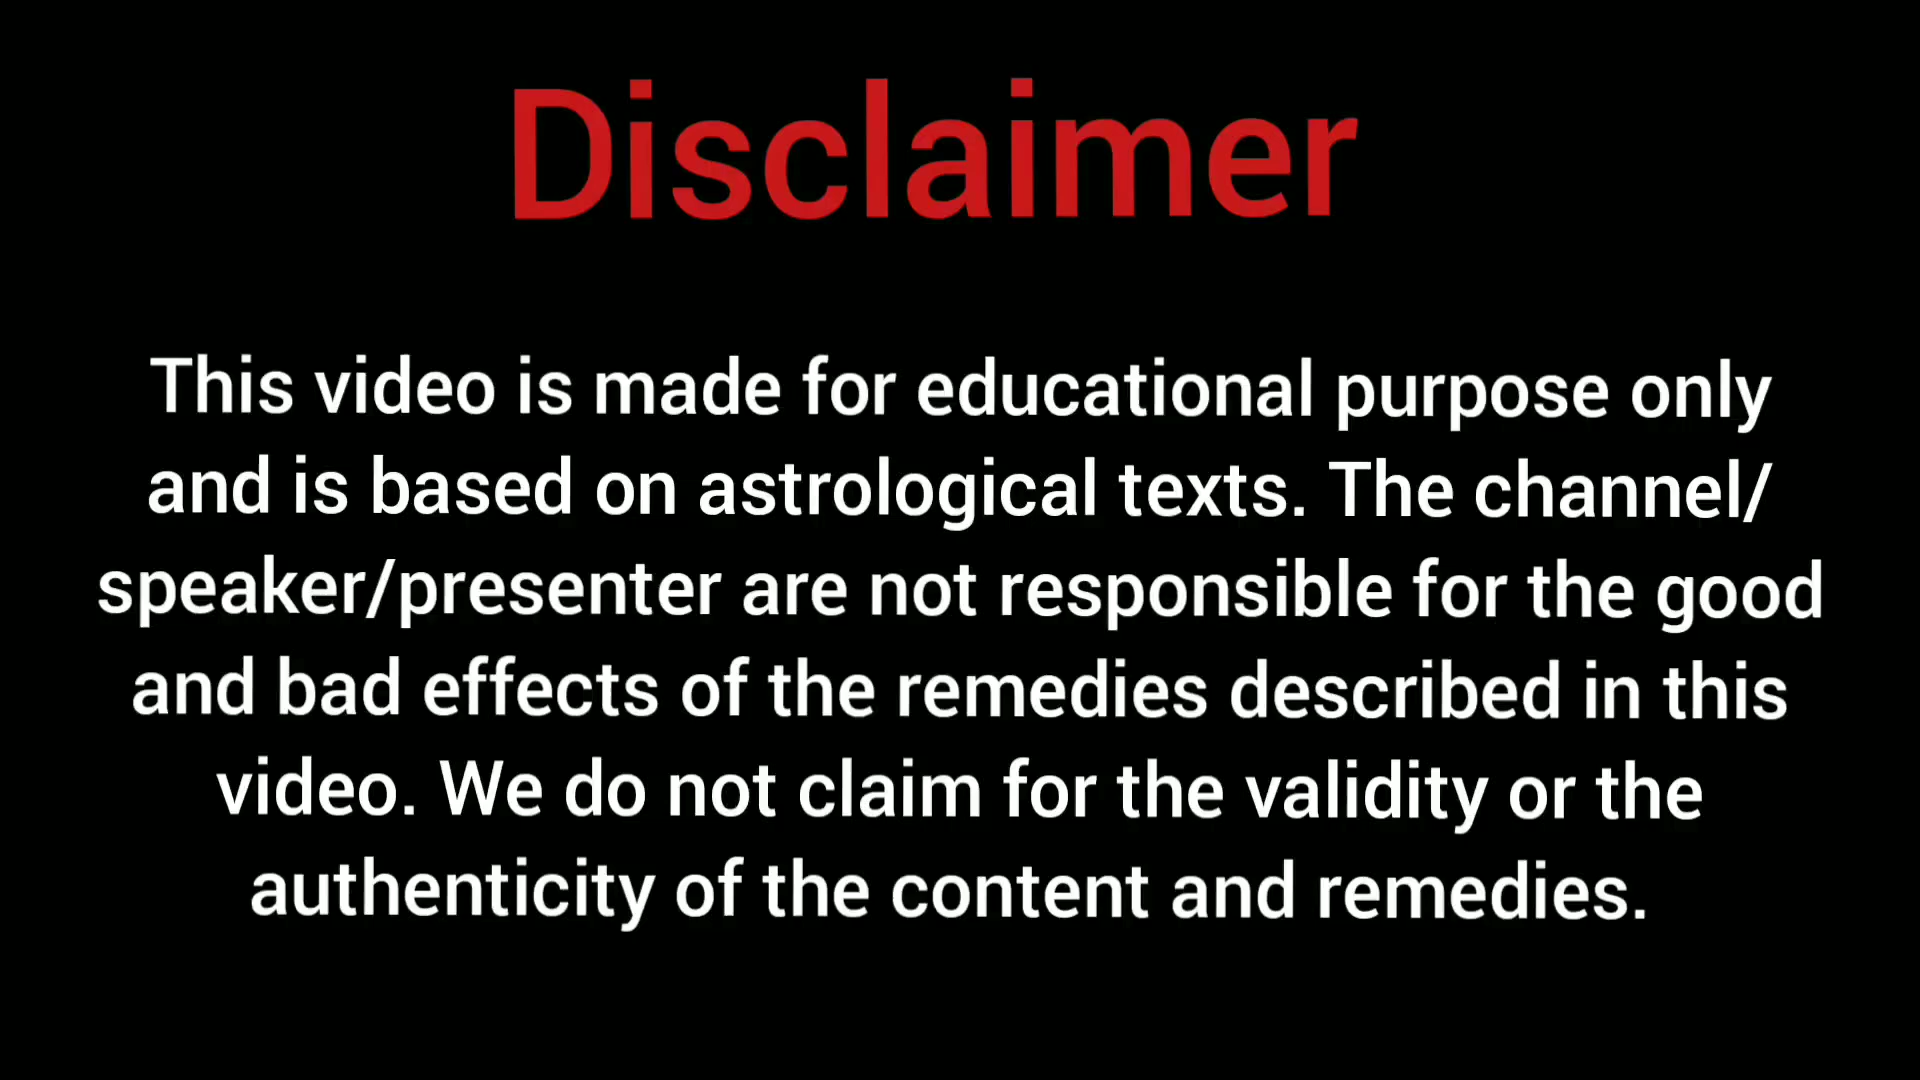 Disclaimer
This video is made for educational purpose only
and is based on astrological texts. The channel/
speaker/presenter are not responsible for the good
and bad effects of the remedies described in this
video. We do not claim for the validity or the
authenticity of the content and remedies.